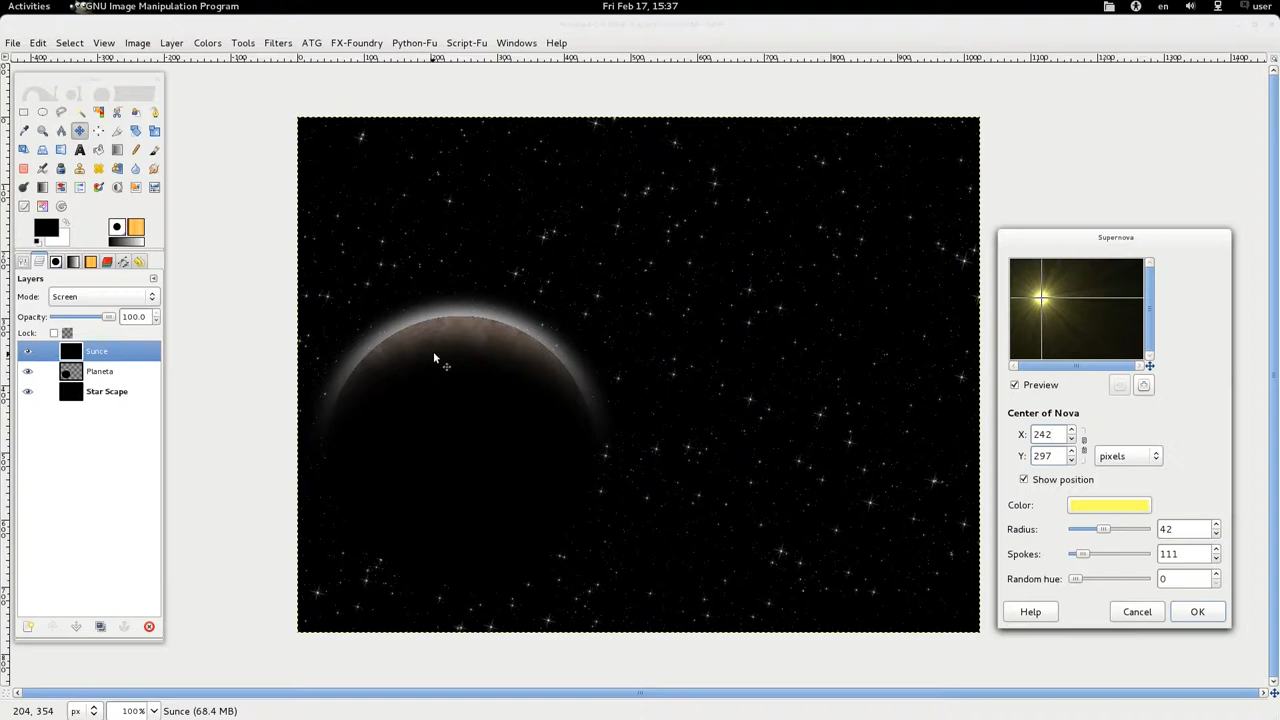 Activities GNU Image Manipulation Program Fri Feb 17, 15:37 en user
File Edit Select View Image Layer Colors Tools Filters ATG FX-Foundry Python-Fu Script-Fu Windows Help
Supernova
Layers
Mode: Screen
Opacity: 100.0
Lock:
Sunce
Planeta
Star Scape
Preview
Center of Nova
X: 242
Y: 297 pixels
Show position
Color:
Radius: 42
Spokes: 111
Random hue: 0
Help Cancel OK
204, 354 px 100% Sunce (68.4 MB)